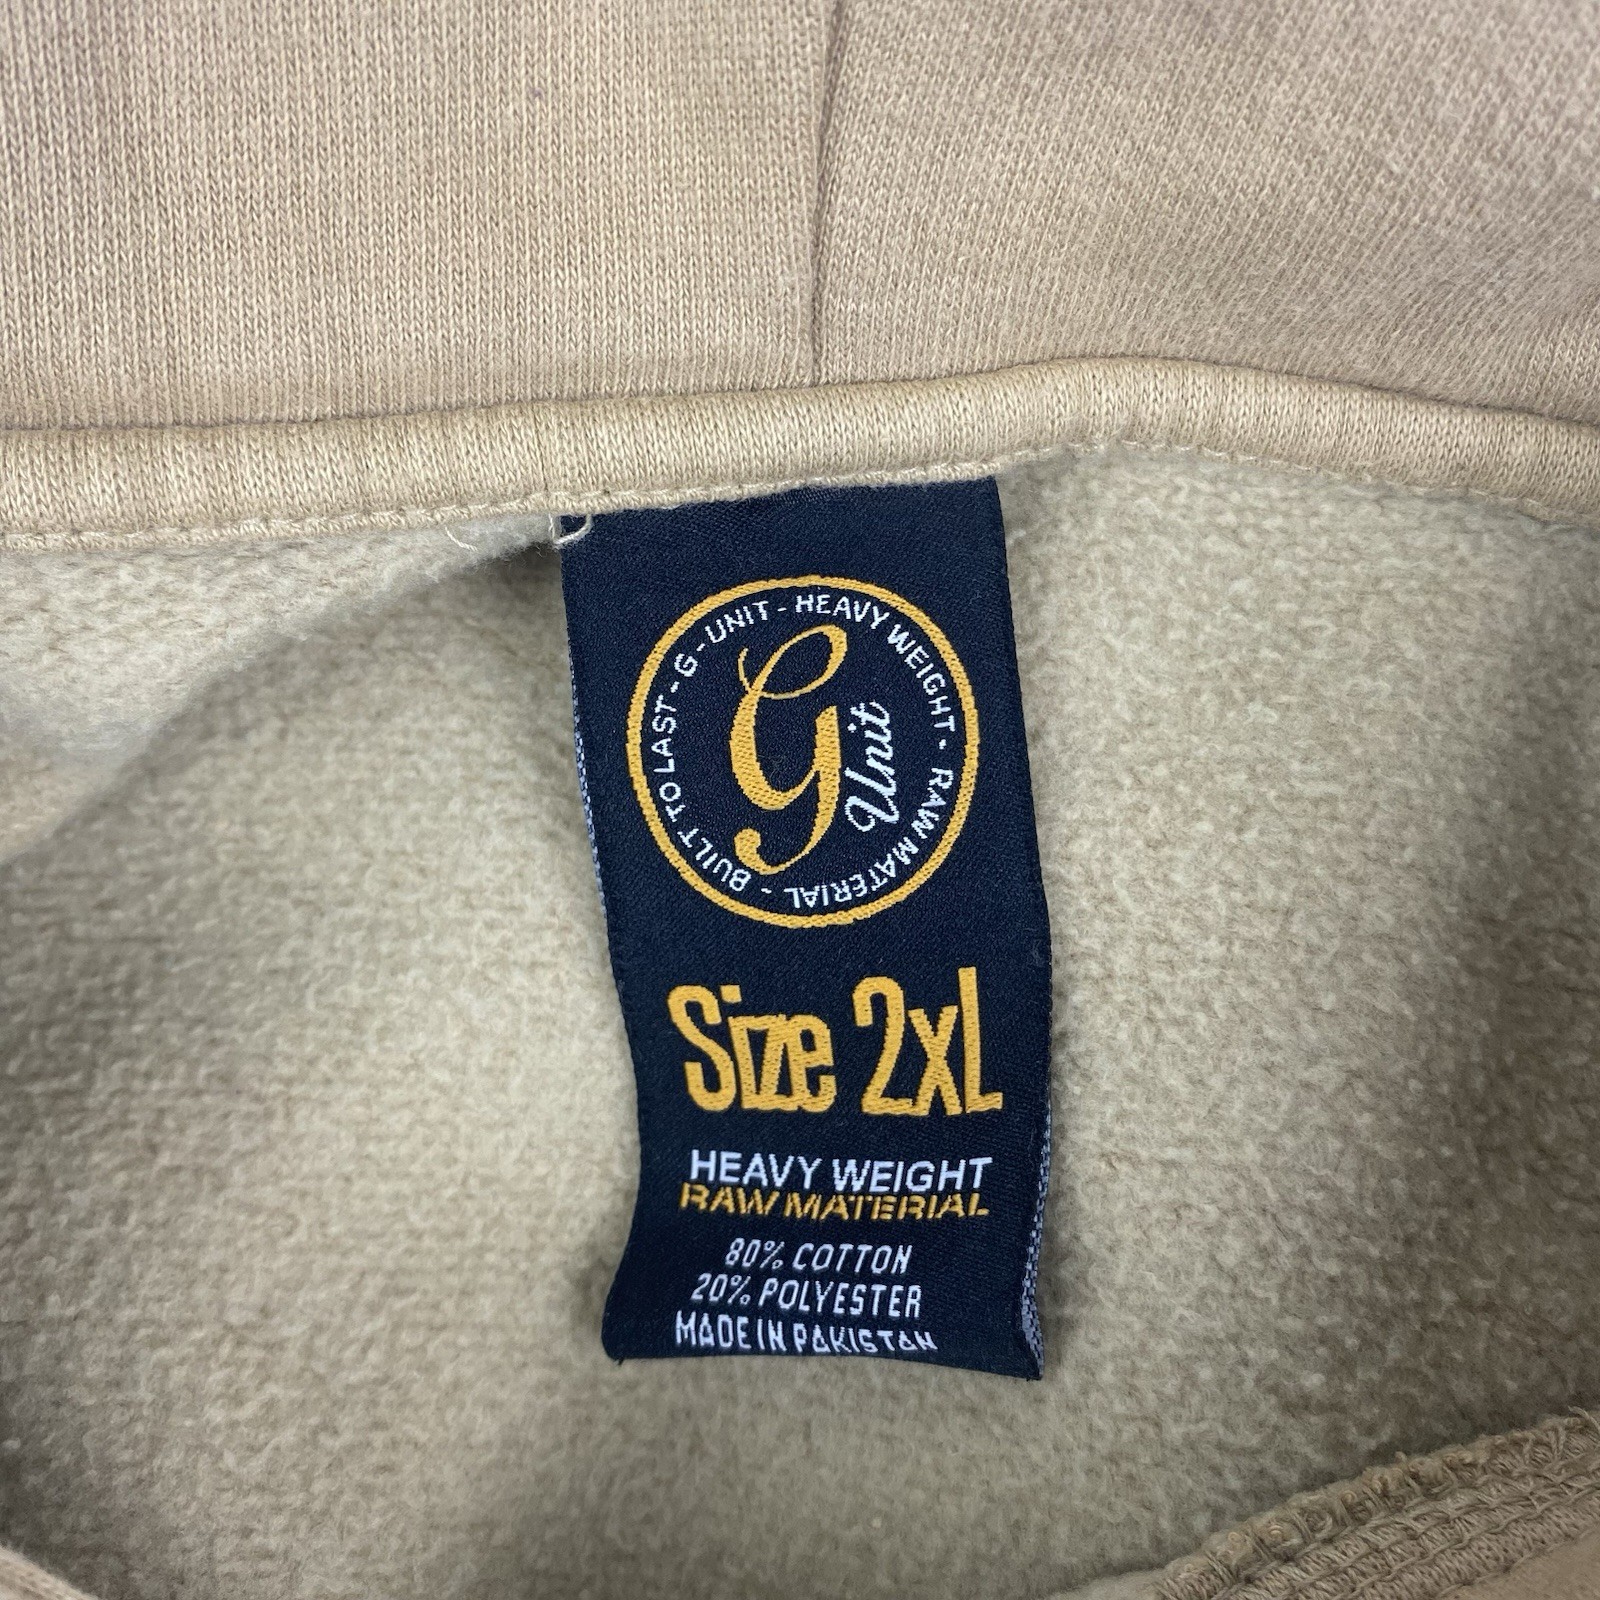 G-UNIT - HEAVY WEIGHT - RAW MATERIAL - BUILT TO LAST -
G Unit
Size 2XL
HEAVY WEIGHT
RAW MATERIAL
80% COTTON
20% POLYESTER
MADE IN PAKISTAN